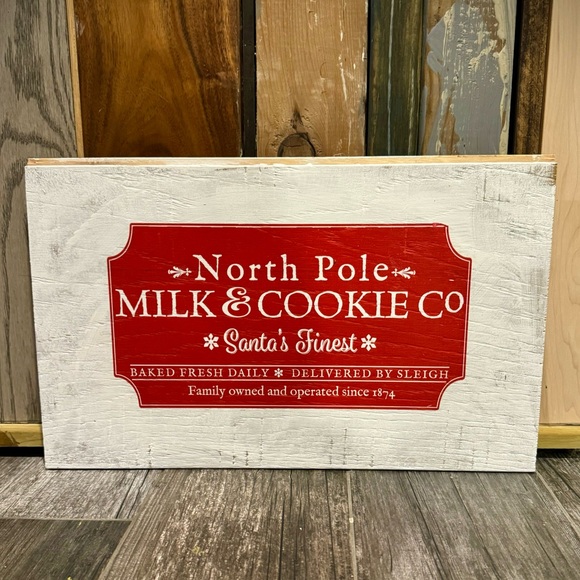 North Pole
MILK & COOKIE Co
Santa's Finest
BAKED FRESH DAILY * DELIVERED BY SLEIGH
Family owned and operated since 1874